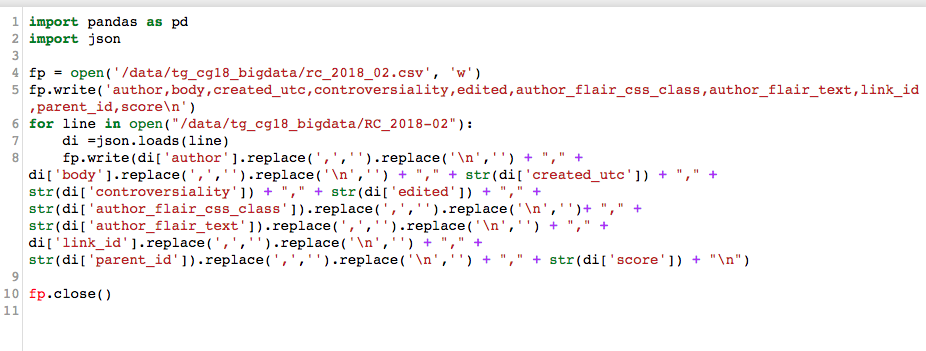 1 import pandas as pd
2 import json
3
4 fp = open('/data/tg_cg18_bigdata/rc_2018_02.csv', 'w')
5 fp.write('author,body,created_utc,controversiality,edited,author_flair_css_class,author_flair_text,link_id
,parent_id,score\n')
6 for line in open("/data/tg_cg18_bigdata/RC_2018-02"):
7     di =json.loads(line)
8     fp.write(di['author'].replace(',','').replace('\n','') + "," +
di['body'].replace(',','').replace('\n','') + "," + str(di['created_utc']) + "," +
str(di['controversiality']) + "," + str(di['edited']) + "," +
str(di['author_flair_css_class']).replace(',','').replace('\n','')+ "," +
str(di['author_flair_text']).replace(',','').replace('\n','') + "," +
di['link_id'].replace(',','').replace('\n','') + "," +
str(di['parent_id']).replace(',','').replace('\n','') + "," + str(di['score']) + "\n")
9
10 fp.close()
11